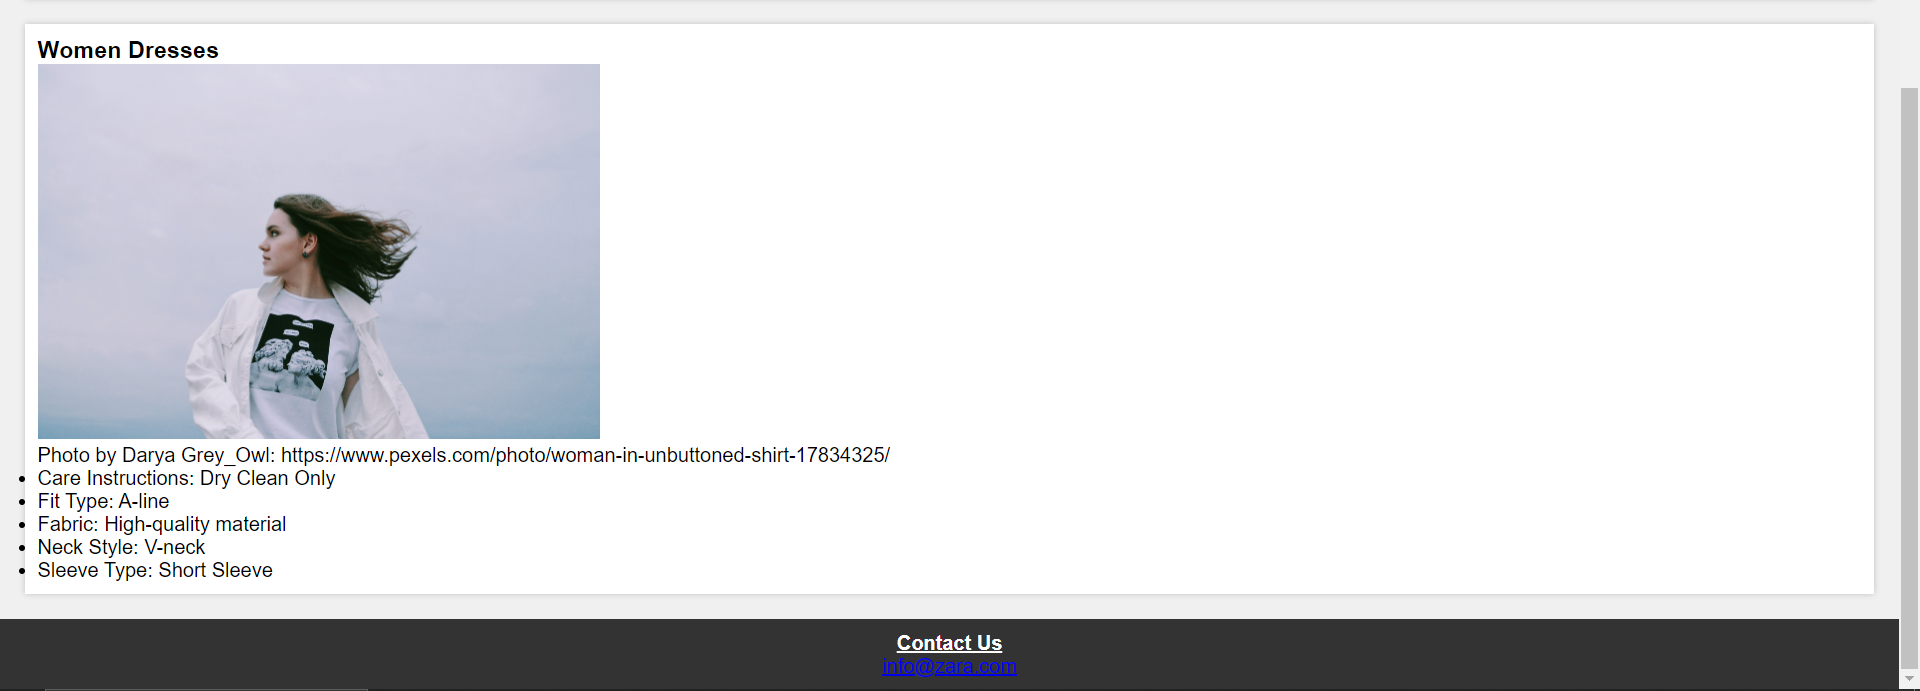 Women Dresses
Photo by Darya Grey_Owl: https://www.pexels.com/photo/woman-in-unbuttoned-shirt-17834325/
• Care Instructions: Dry Clean Only
• Fit Type: A-line
• Fabric: High-quality material
• Neck Style: V-neck
• Sleeve Type: Short Sleeve
Contact Us
info@zara.com